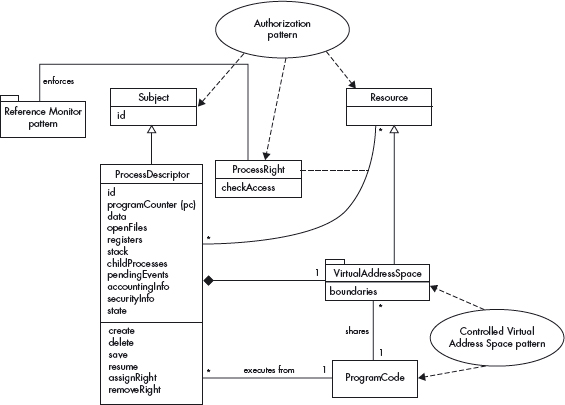 Authorization
pattern
enforces
Subject
id
Resource
Reference Monitor
pattern
*
ProcessRight
checkAccess
ProcessDescriptor
id
programCounter (pc)
data
openFiles
registers
stack
childProcesses
pendingEvents
accountingInfo
securityInfo
state
*
1
VirtualAddressSpace
boundaries
*
shares
Controlled Virtual
Address Space pattern
create
delete
save
resume
assignRight
removeRight
*
executes from
1
1
ProgramCode